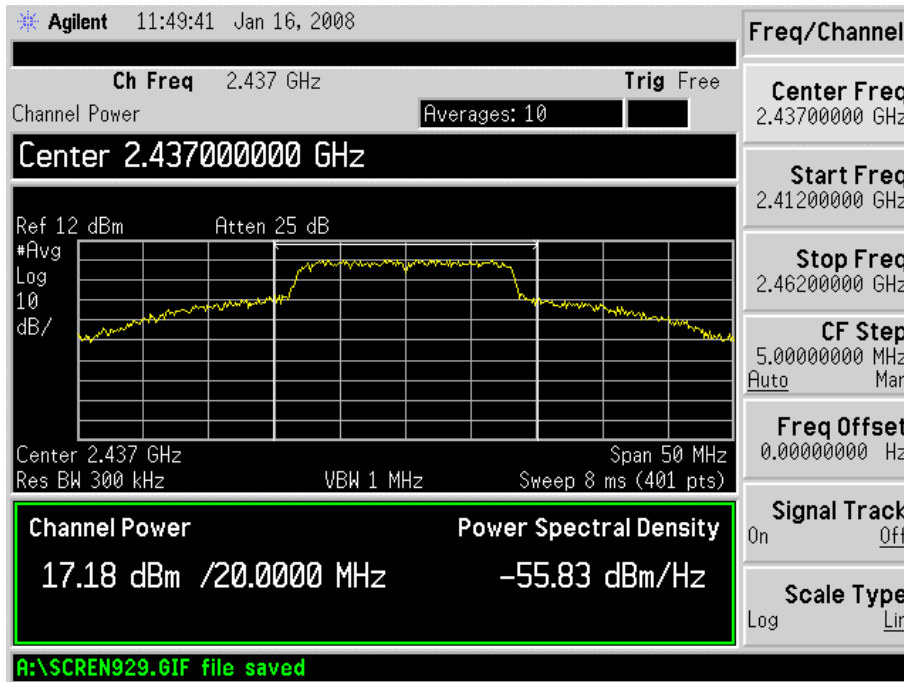 Agilent 11:49:41 Jan 16, 2008
Ch Freq 2.437 GHz Trig Free
Channel Power Averages: 10
Center 2.437000000 GHz
Ref 12 dBm Atten 25 dB
#Avg
Log
10
dB/
Center 2.437 GHz Span 50 MHz
Res BW 300 kHz VBW 1 MHz Sweep 8 ms (401 pts)
Channel Power Power Spectral Density
17.18 dBm /20.0000 MHz -55.83 dBm/Hz
A:\SCREN929.GIF file saved
Freq/Channel
Center Freq
2.43700000 GHz
Start Freq
2.41200000 GHz
Stop Freq
2.46200000 GHz
CF Step
5.00000000 MHz
Auto Man
Freq Offset
0.00000000 Hz
Signal Track
On Off
Scale Type
Log Lin